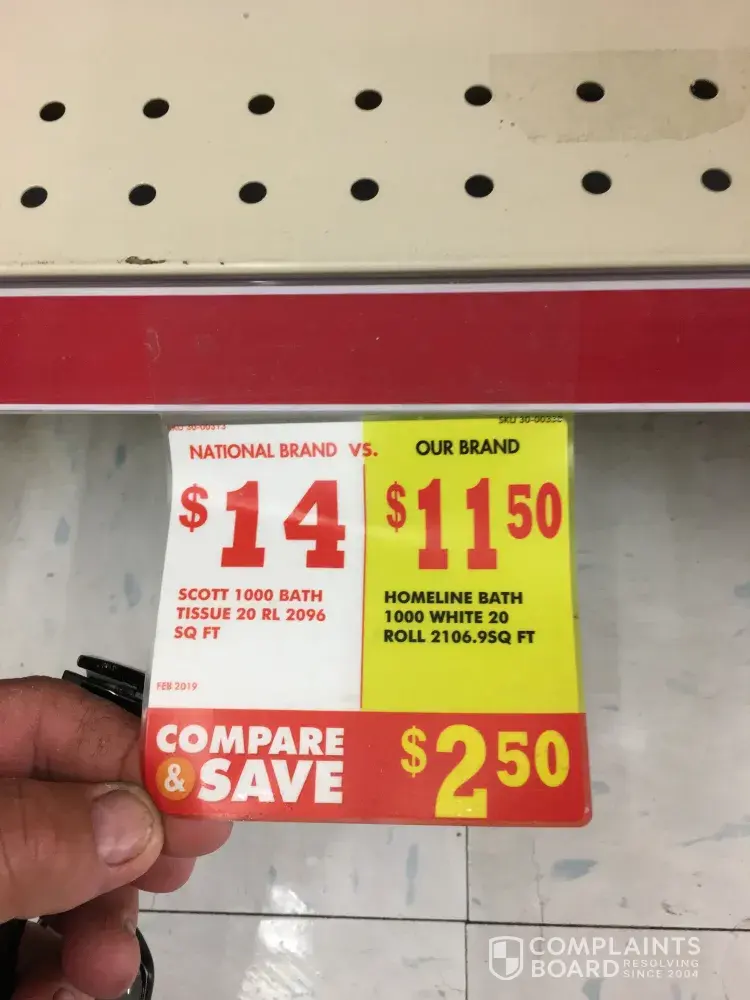 NATIONAL BRAND VS.
$14
SCOTT 1000 BATH
TISSUE 20 RL 2096
SQ FT
FEB 2019
OUR BRAND
$11 50
HOMELINE BATH
1000 WHITE 20
ROLL 2106.9SQ FT
COMPARE
& SAVE
$2 50
COMPLAINTS
BOARD RESOLVING
SINCE 2004